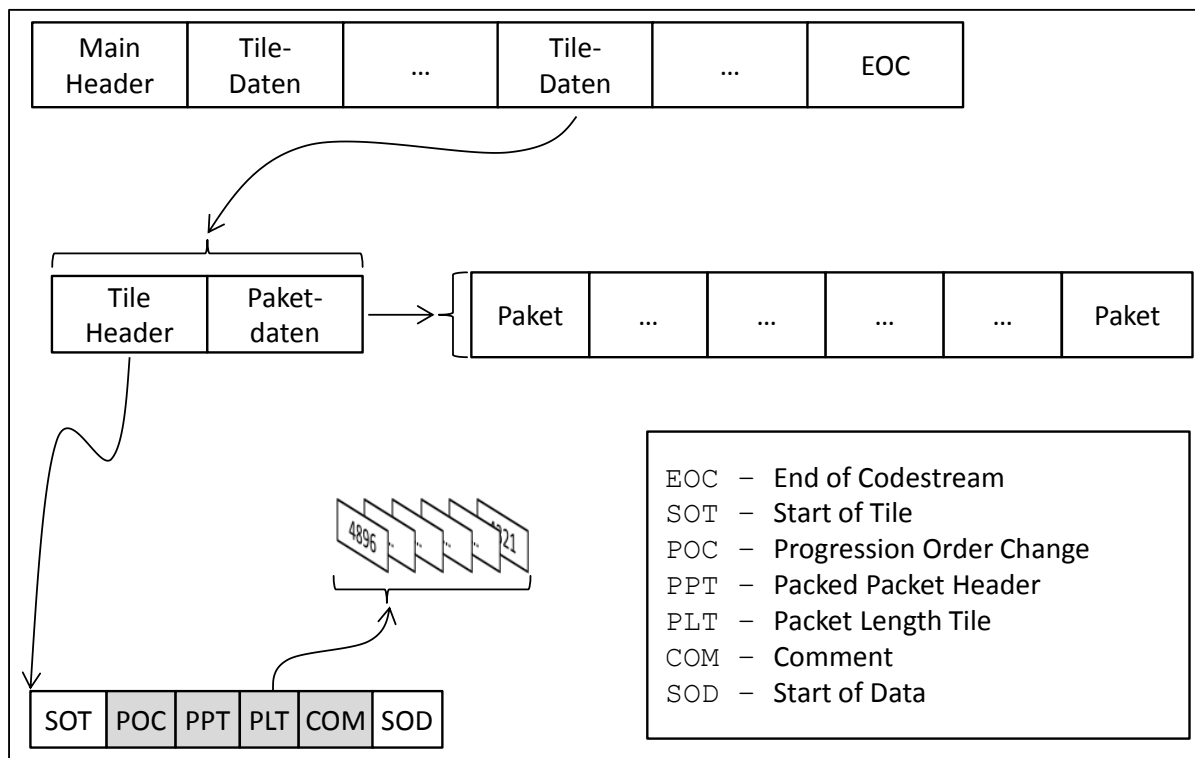 Main
Header
Tile-
Daten
...
Tile-
Daten
...
EOC
Tile
Header
Paket-
daten
Paket
...
...
...
...
Paket
4896
..
..
..
..
SOT
POC
PPT
PLT
COM
SOD
EOC – End of Codestream
SOT – Start of Tile
POC – Progression Order Change
PPT – Packed Packet Header
PLT – Packet Length Tile
COM – Comment
SOD – Start of Data